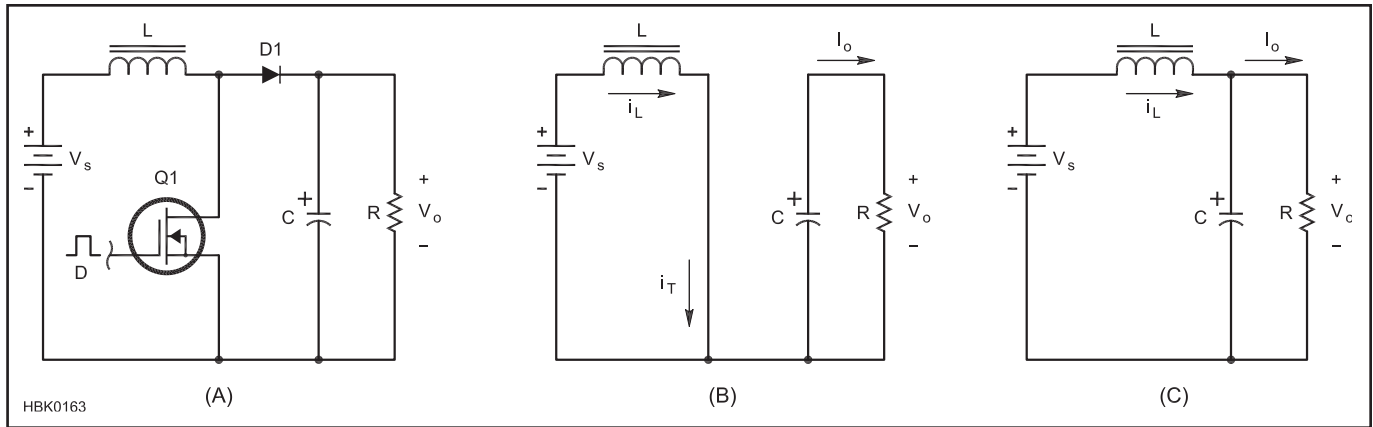 L
D1
+
V s
-
Q1
D
+
C
R
+
V o
-
(A)
HBK0163
L
i L
I o
+
V s
-
i T
+
C
R
+
V o
-
(B)
L
i L
I o
+
V s
-
+
C
R
+
V c
-
(C)